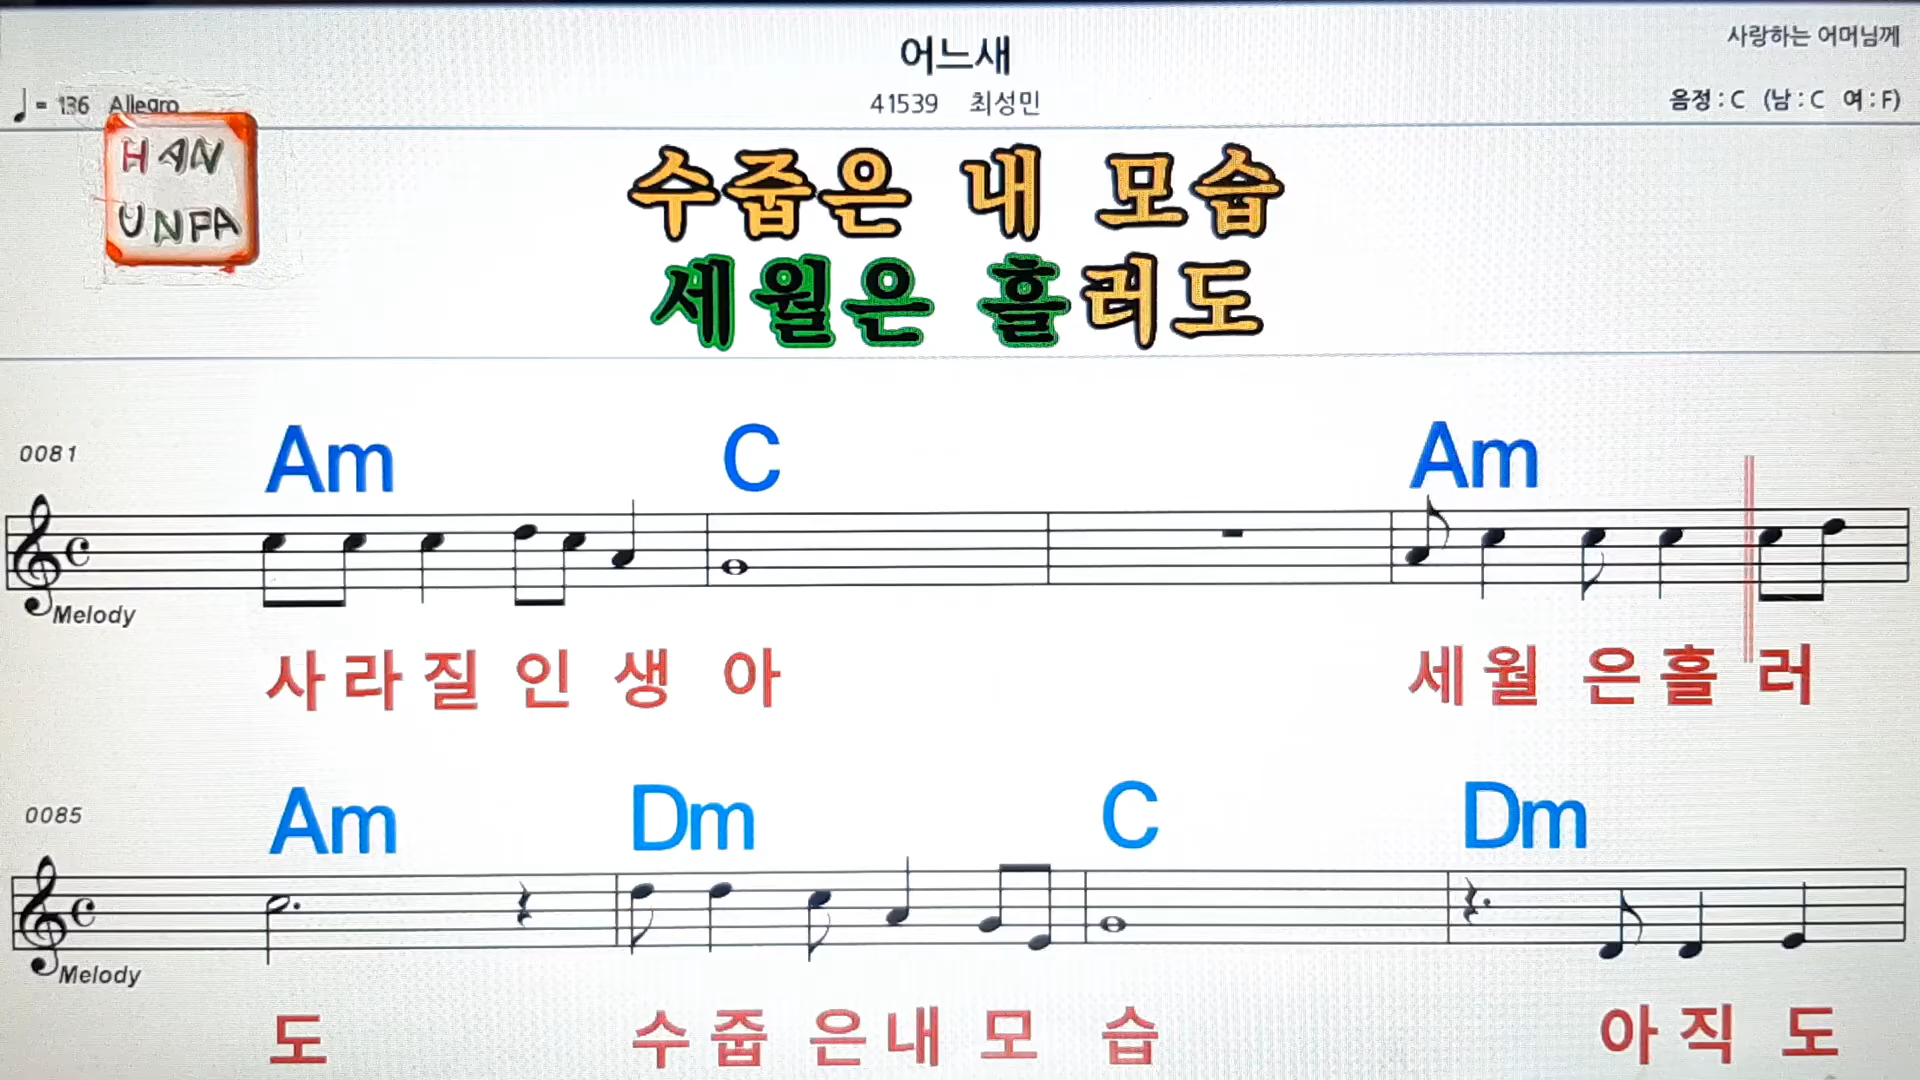 어느새
사랑하는 어머님께
♩= 136 Allegro
41539 최성민
음정 : C (남 : C 여 : F)
HAN
UNFA
수줍은 내 모습
세월은 흘러도
0081
Am C Am
Melody
사라질 인생아 세월은흘러
0085
Am Dm C Dm
Melody
도 수줍은내모습 아직도